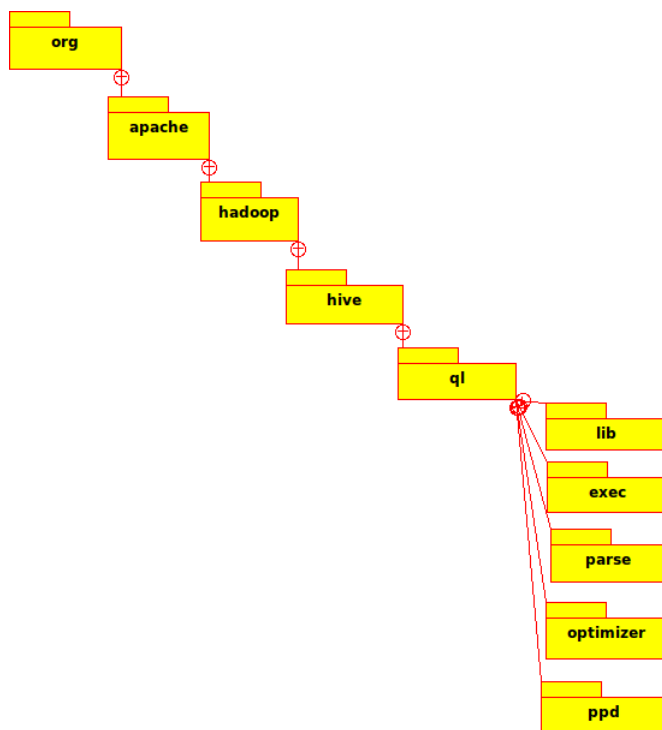 org
apache
hadoop
hive
ql
lib
exec
parse
optimizer
ppd